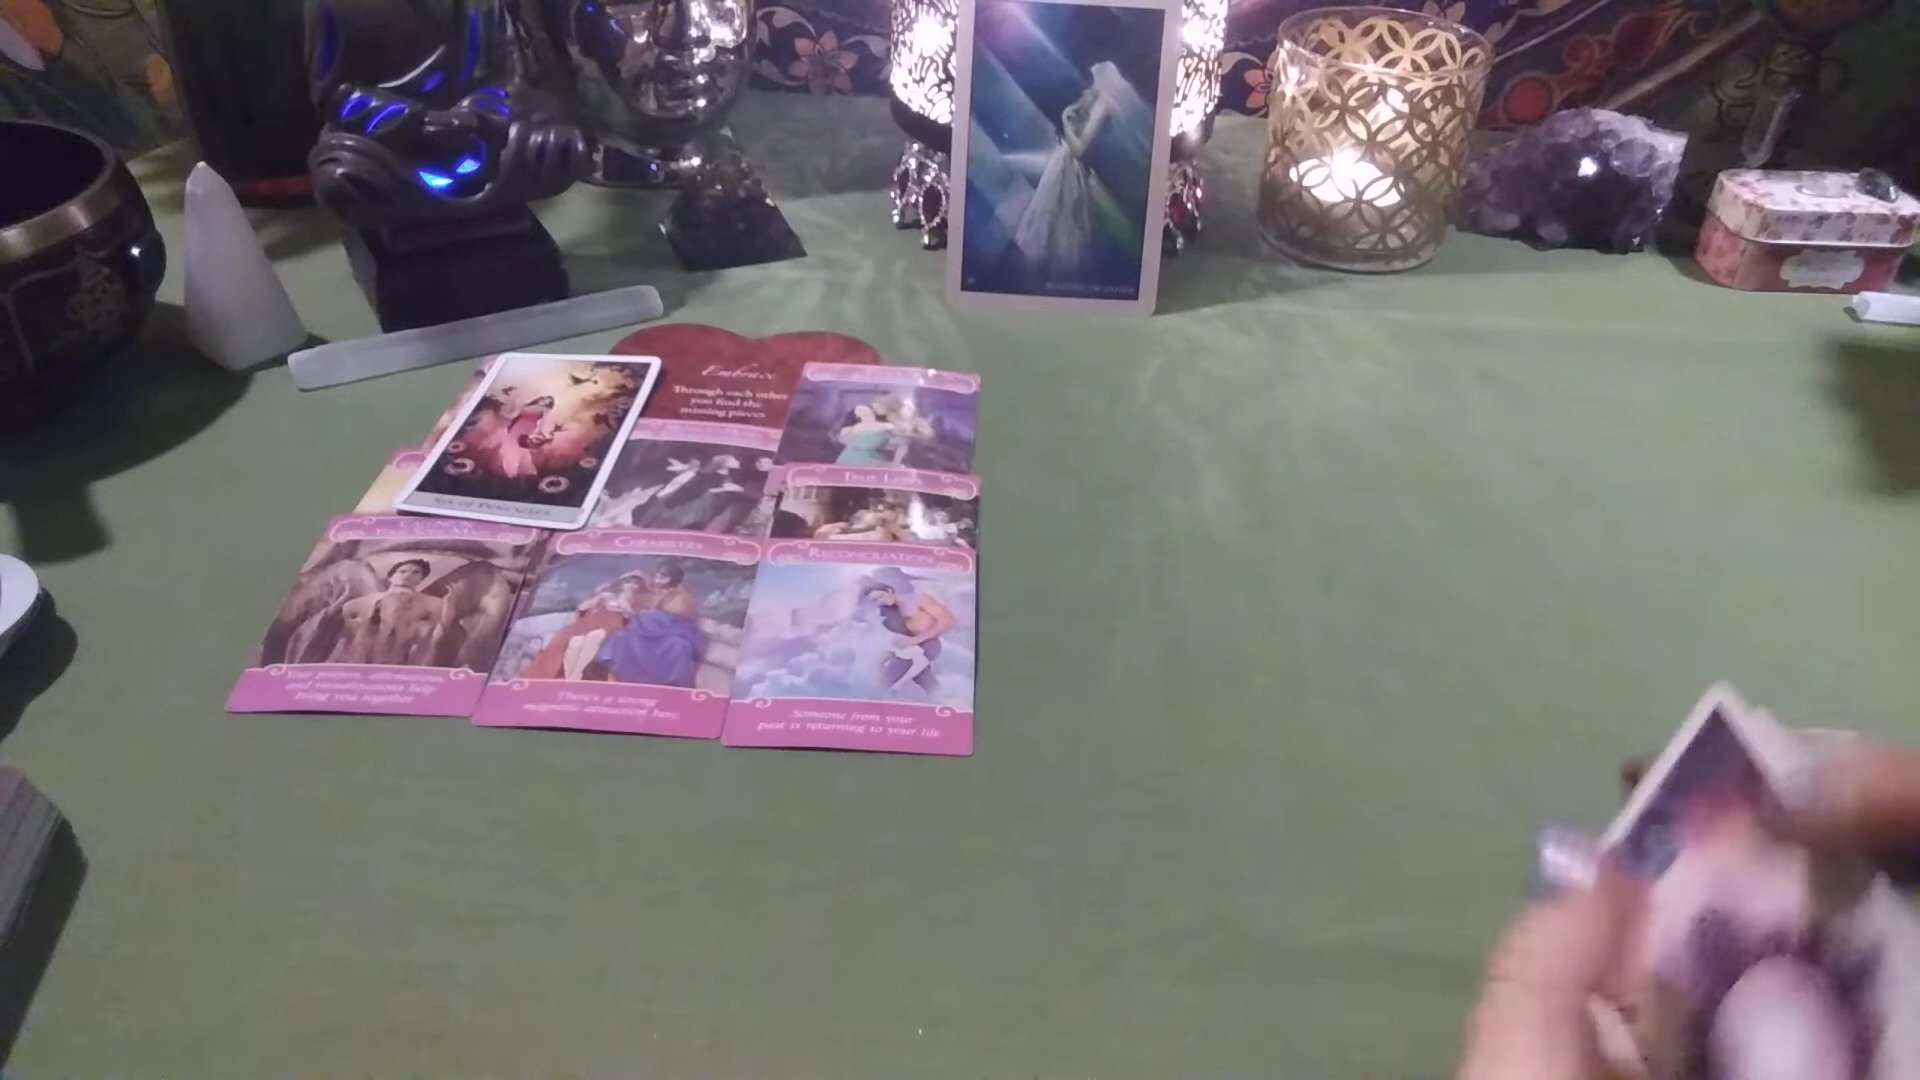 Embrace
Through each other
you find the
missing pieces
True Love
Six of Pentacles
Chemistry
Reconciliation
Your prayers, affirmations,
and visualizations help
bring you together
There's a strong
magnetic attraction here
Someone from your
past is returning to your life